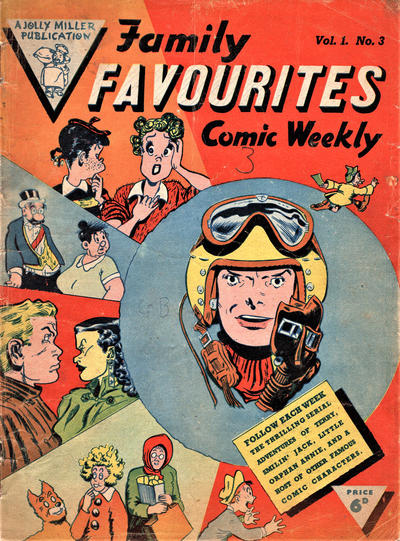 A JOLLY MILLER
PUBLICATION
Family
Vol. 1. No. 3
FAVOURITES
Comic Weekly
3
FOLLOW EACH WEEK
THE THRILLING SERIAL
ADVENTURES OF TERRY,
SMILIN' JACK, LITTLE
ORPHAN ANNIE, AND A
HOST OF OTHER FAMOUS
COMIC CHARACTERS.
PRICE
6D